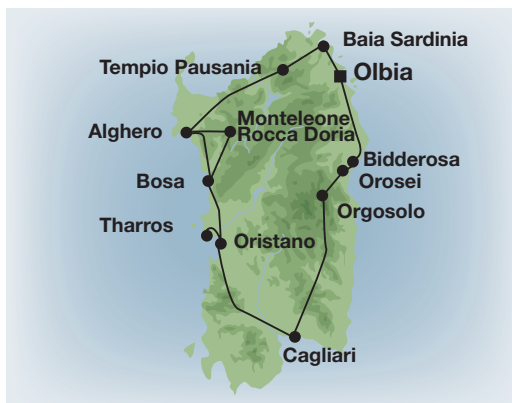 Baia Sardinia
Tempio Pausania
Olbia
Monteleone
Rocca Doria
Alghero
Bidderosa
Orosei
Bosa
Orgosolo
Tharros
Oristano
Cagliari